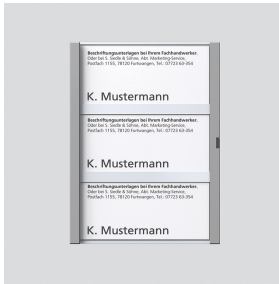 Beschriftungsunterlagen bei Ihrem Fachhandwerker.
Oder bei S. Siedle & Söhne, Abt. Marketing-Service,
Postfach 1155, 78120 Furtwangen, Tel.: 07723 63-354
K. Mustermann
Beschriftungsunterlagen bei Ihrem Fachhandwerker.
Oder bei S. Siedle & Söhne, Abt. Marketing-Service,
Postfach 1155, 78120 Furtwangen, Tel.: 07723 63-354
K. Mustermann
Beschriftungsunterlagen bei Ihrem Fachhandwerker.
Oder bei S. Siedle & Söhne, Abt. Marketing-Service,
Postfach 1155, 78120 Furtwangen, Tel.: 07723 63-354
K. Mustermann